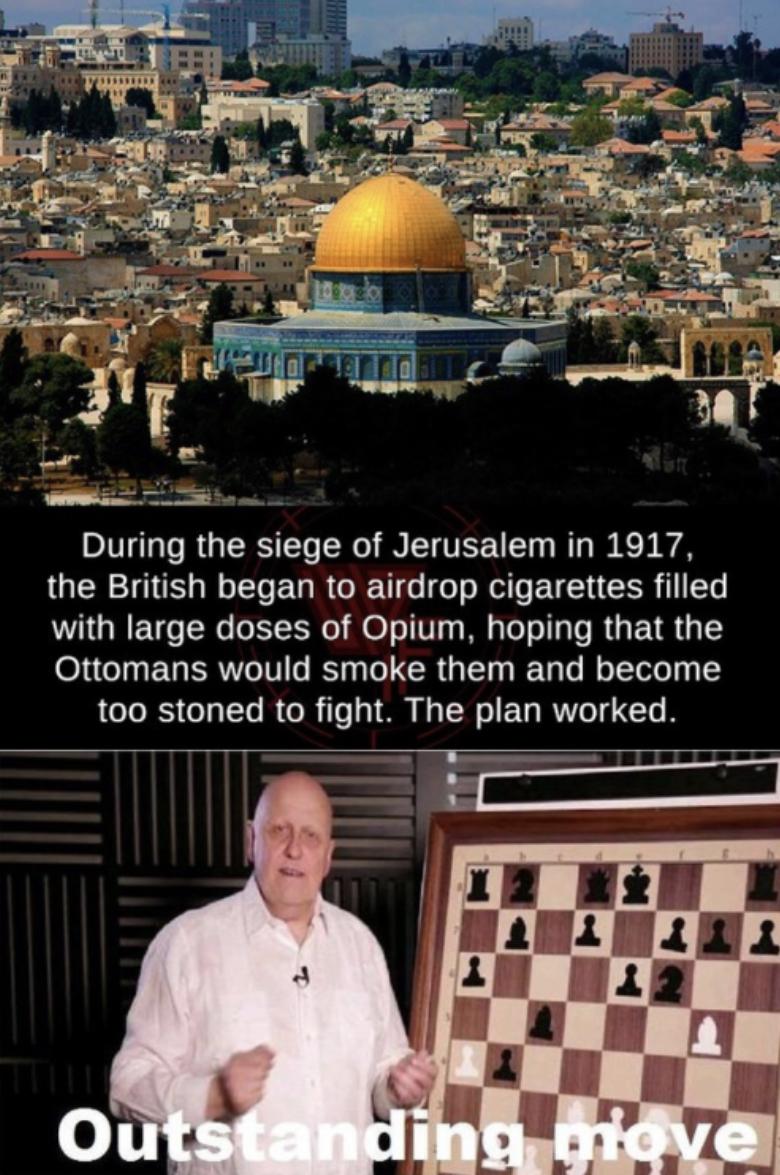 During the siege of Jerusalem in 1917,
the British began to airdrop cigarettes filled
with large doses of Opium, hoping that the
Ottomans would smoke them and become
too stoned to fight. The plan worked.
Outstanding move